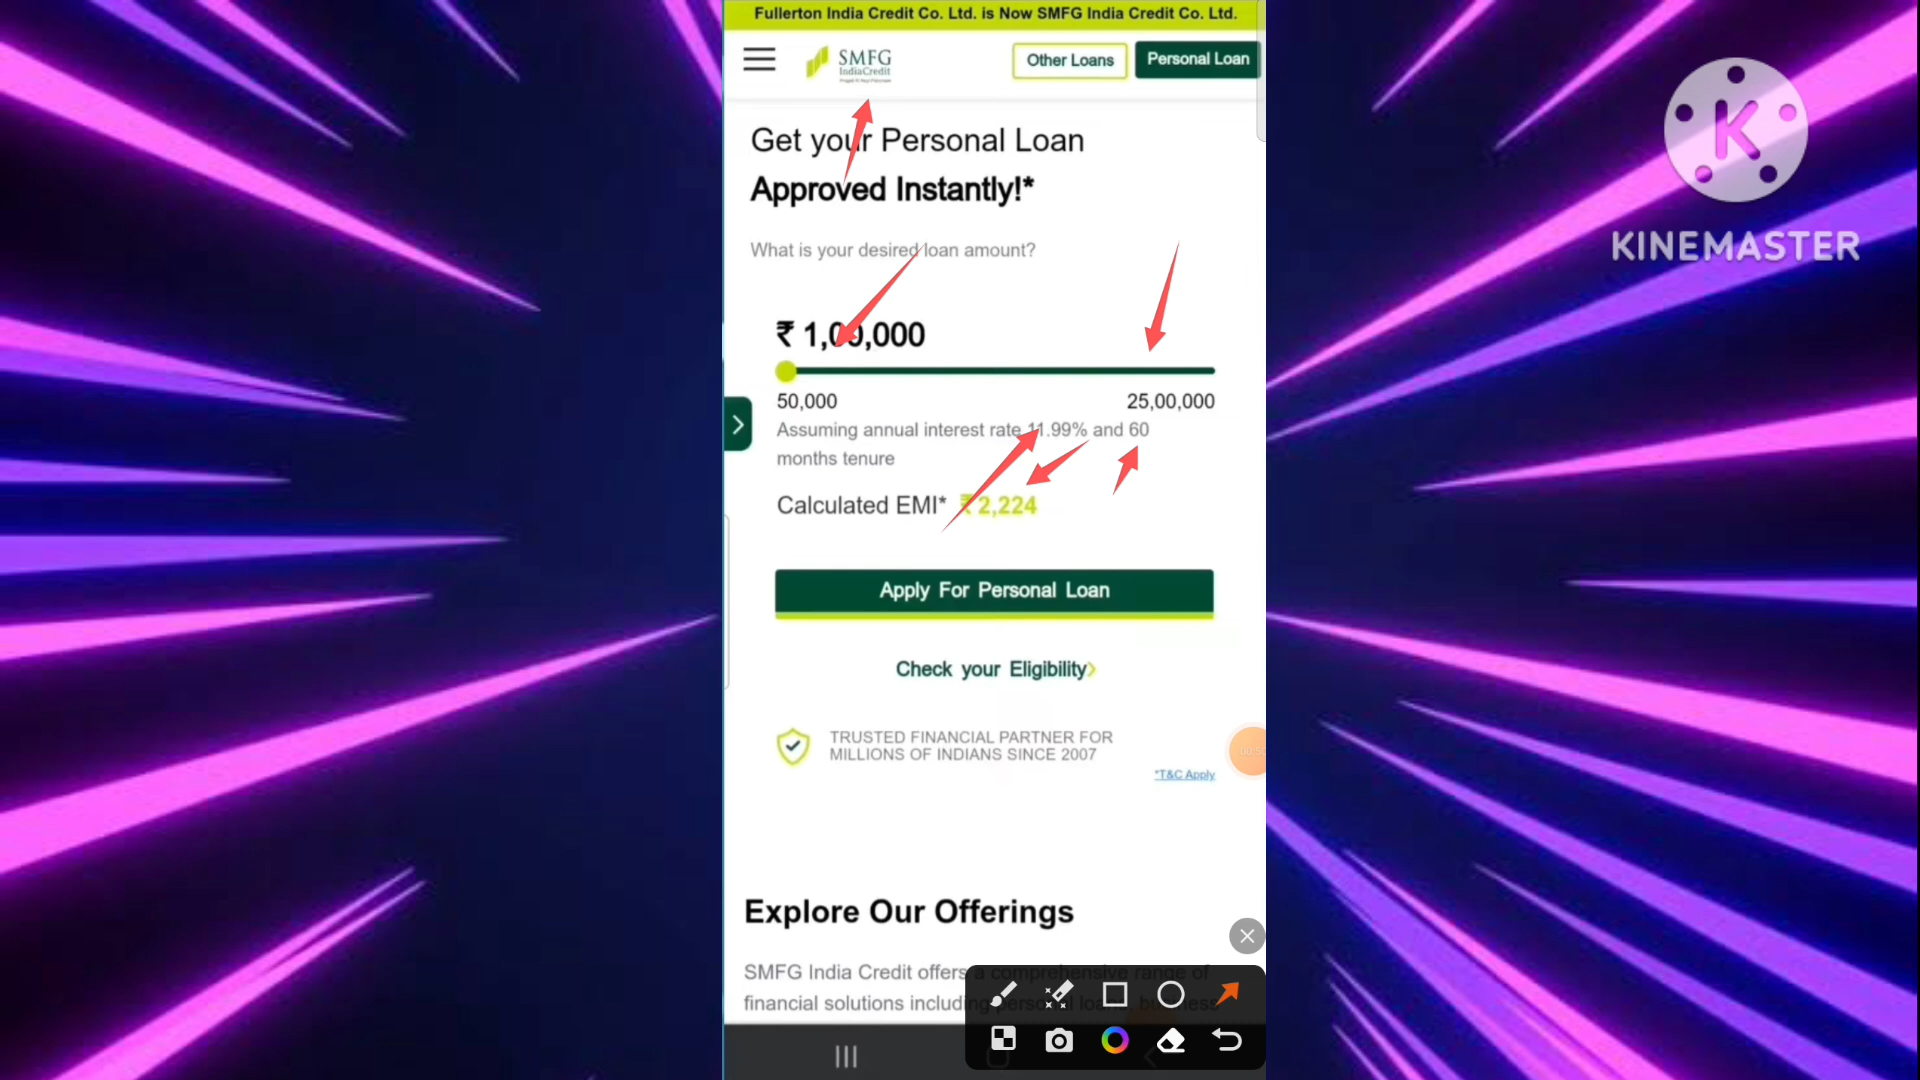 Fullerton India Credit Co. Ltd. is Now SMFG India Credit Co. Ltd.
SMFG
IndiaCredit
Other Loans
Personal Loan
K
KINEMASTER
Get your Personal Loan
Approved Instantly!*
What is your desired loan amount?
₹ 1,00,000
50,000
25,00,000
Assuming annual interest rate 11.99% and 60
months tenure
Calculated EMI* ₹ 2,224
Apply For Personal Loan
Check your Eligibility
TRUSTED FINANCIAL PARTNER FOR
MILLIONS OF INDIANS SINCE 2007
*T&C Apply
Explore Our Offerings
SMFG India Credit offers a comprehensive range of
financial solutions including personal loan, business